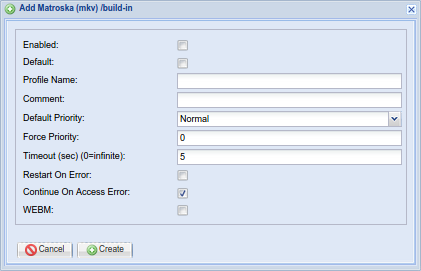 Add Matroska (mkv) /build-in
Enabled:
Default:
Profile Name:
Comment:
Default Priority: Normal
Force Priority: 0
Timeout (sec) (0=infinite): 5
Restart On Error:
Continue On Access Error:
WEBM:
Cancel Create